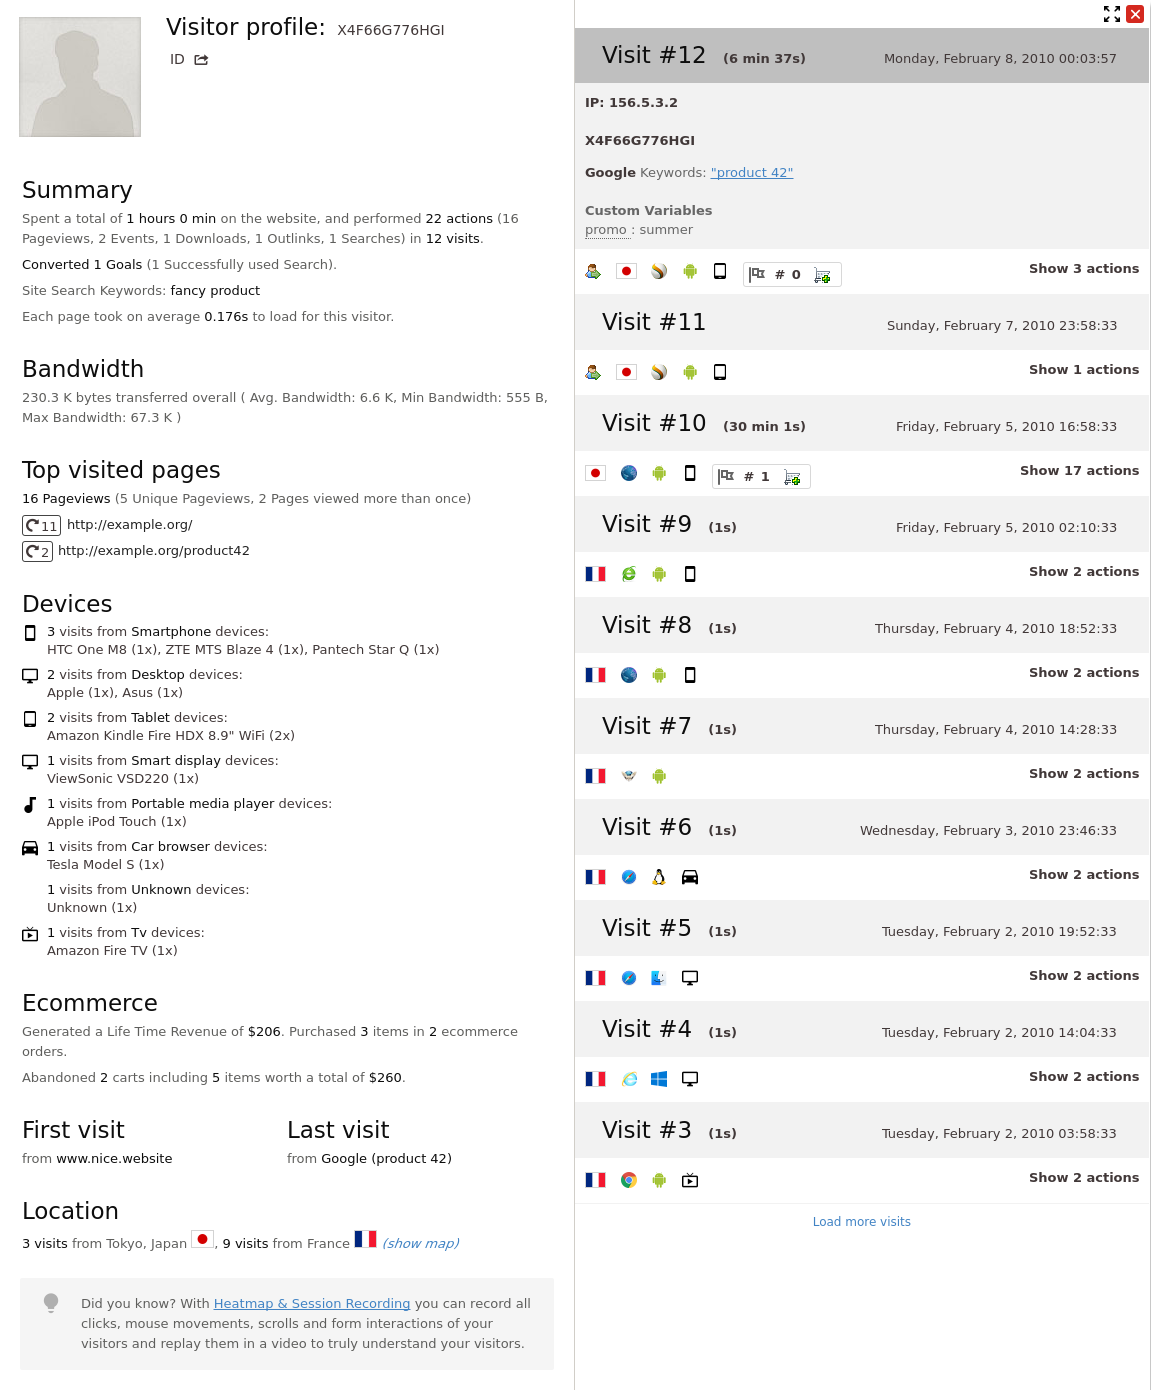 Visitor profile: X4F66G776HGI
ID
Summary
Spent a total of 1 hours 0 min on the website, and performed 22 actions (16
Pageviews, 2 Events, 1 Downloads, 1 Outlinks, 1 Searches) in 12 visits.
Converted 1 Goals (1 Successfully used Search).
Site Search Keywords: fancy product
Each page took on average 0.176s to load for this visitor.
Bandwidth
230.3 K bytes transferred overall ( Avg. Bandwidth: 6.6 K, Min Bandwidth: 555 B,
Max Bandwidth: 67.3 K )
Top visited pages
16 Pageviews (5 Unique Pageviews, 2 Pages viewed more than once)
11 http://example.org/
2 http://example.org/product42
Devices
3 visits from Smartphone devices:
HTC One M8 (1x), ZTE MTS Blaze 4 (1x), Pantech Star Q (1x)
2 visits from Desktop devices:
Apple (1x), Asus (1x)
2 visits from Tablet devices:
Amazon Kindle Fire HDX 8.9" WiFi (2x)
1 visits from Smart display devices:
ViewSonic VSD220 (1x)
1 visits from Portable media player devices:
Apple iPod Touch (1x)
1 visits from Car browser devices:
Tesla Model S (1x)
1 visits from Unknown devices:
Unknown (1x)
1 visits from Tv devices:
Amazon Fire TV (1x)
Ecommerce
Generated a Life Time Revenue of $206. Purchased 3 items in 2 ecommerce
orders.
Abandoned 2 carts including 5 items worth a total of $260.
First visit
from www.nice.website
Last visit
from Google (product 42)
Location
3 visits from Tokyo, Japan , 9 visits from France (show map)
Did you know? With Heatmap & Session Recording you can record all
clicks, mouse movements, scrolls and form interactions of your
visitors and replay them in a video to truly understand your visitors.
Visit #12 (6 min 37s) Monday, February 8, 2010 00:03:57
IP: 156.5.3.2
X4F66G776HGI
Google Keywords: "product 42"
Custom Variables
promo : summer
# 0 Show 3 actions
Visit #11 Sunday, February 7, 2010 23:58:33
Show 1 actions
Visit #10 (30 min 1s) Friday, February 5, 2010 16:58:33
# 1 Show 17 actions
Visit #9 (1s) Friday, February 5, 2010 02:10:33
Show 2 actions
Visit #8 (1s) Thursday, February 4, 2010 18:52:33
Show 2 actions
Visit #7 (1s) Thursday, February 4, 2010 14:28:33
Show 2 actions
Visit #6 (1s) Wednesday, February 3, 2010 23:46:33
Show 2 actions
Visit #5 (1s) Tuesday, February 2, 2010 19:52:33
Show 2 actions
Visit #4 (1s) Tuesday, February 2, 2010 14:04:33
Show 2 actions
Visit #3 (1s) Tuesday, February 2, 2010 03:58:33
Show 2 actions
Load more visits